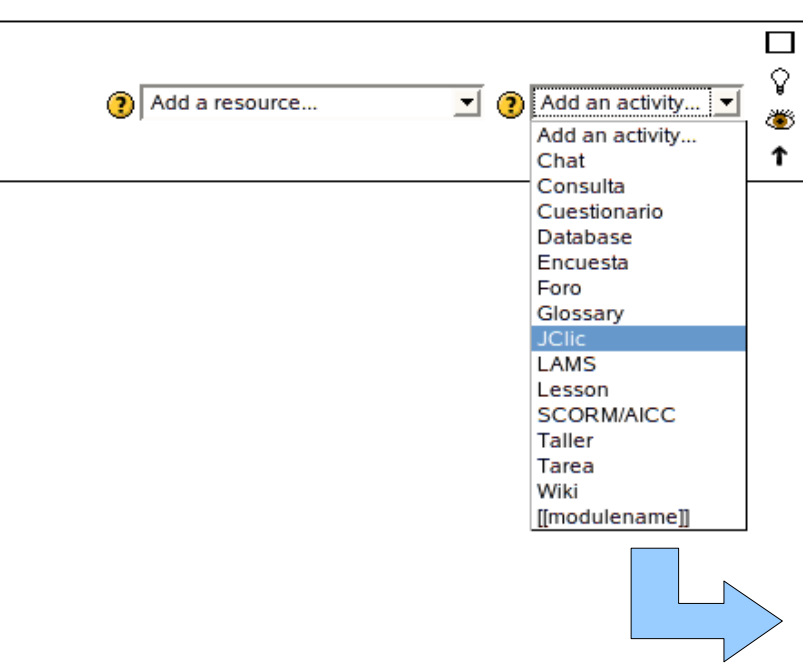 ? Add a resource... ? Add an activity...
Add an activity...
Chat
Consulta
Cuestionario
Database
Encuesta
Foro
Glossary
JClic
LAMS
Lesson
SCORM/AICC
Taller
Tarea
Wiki
[[modulename]]